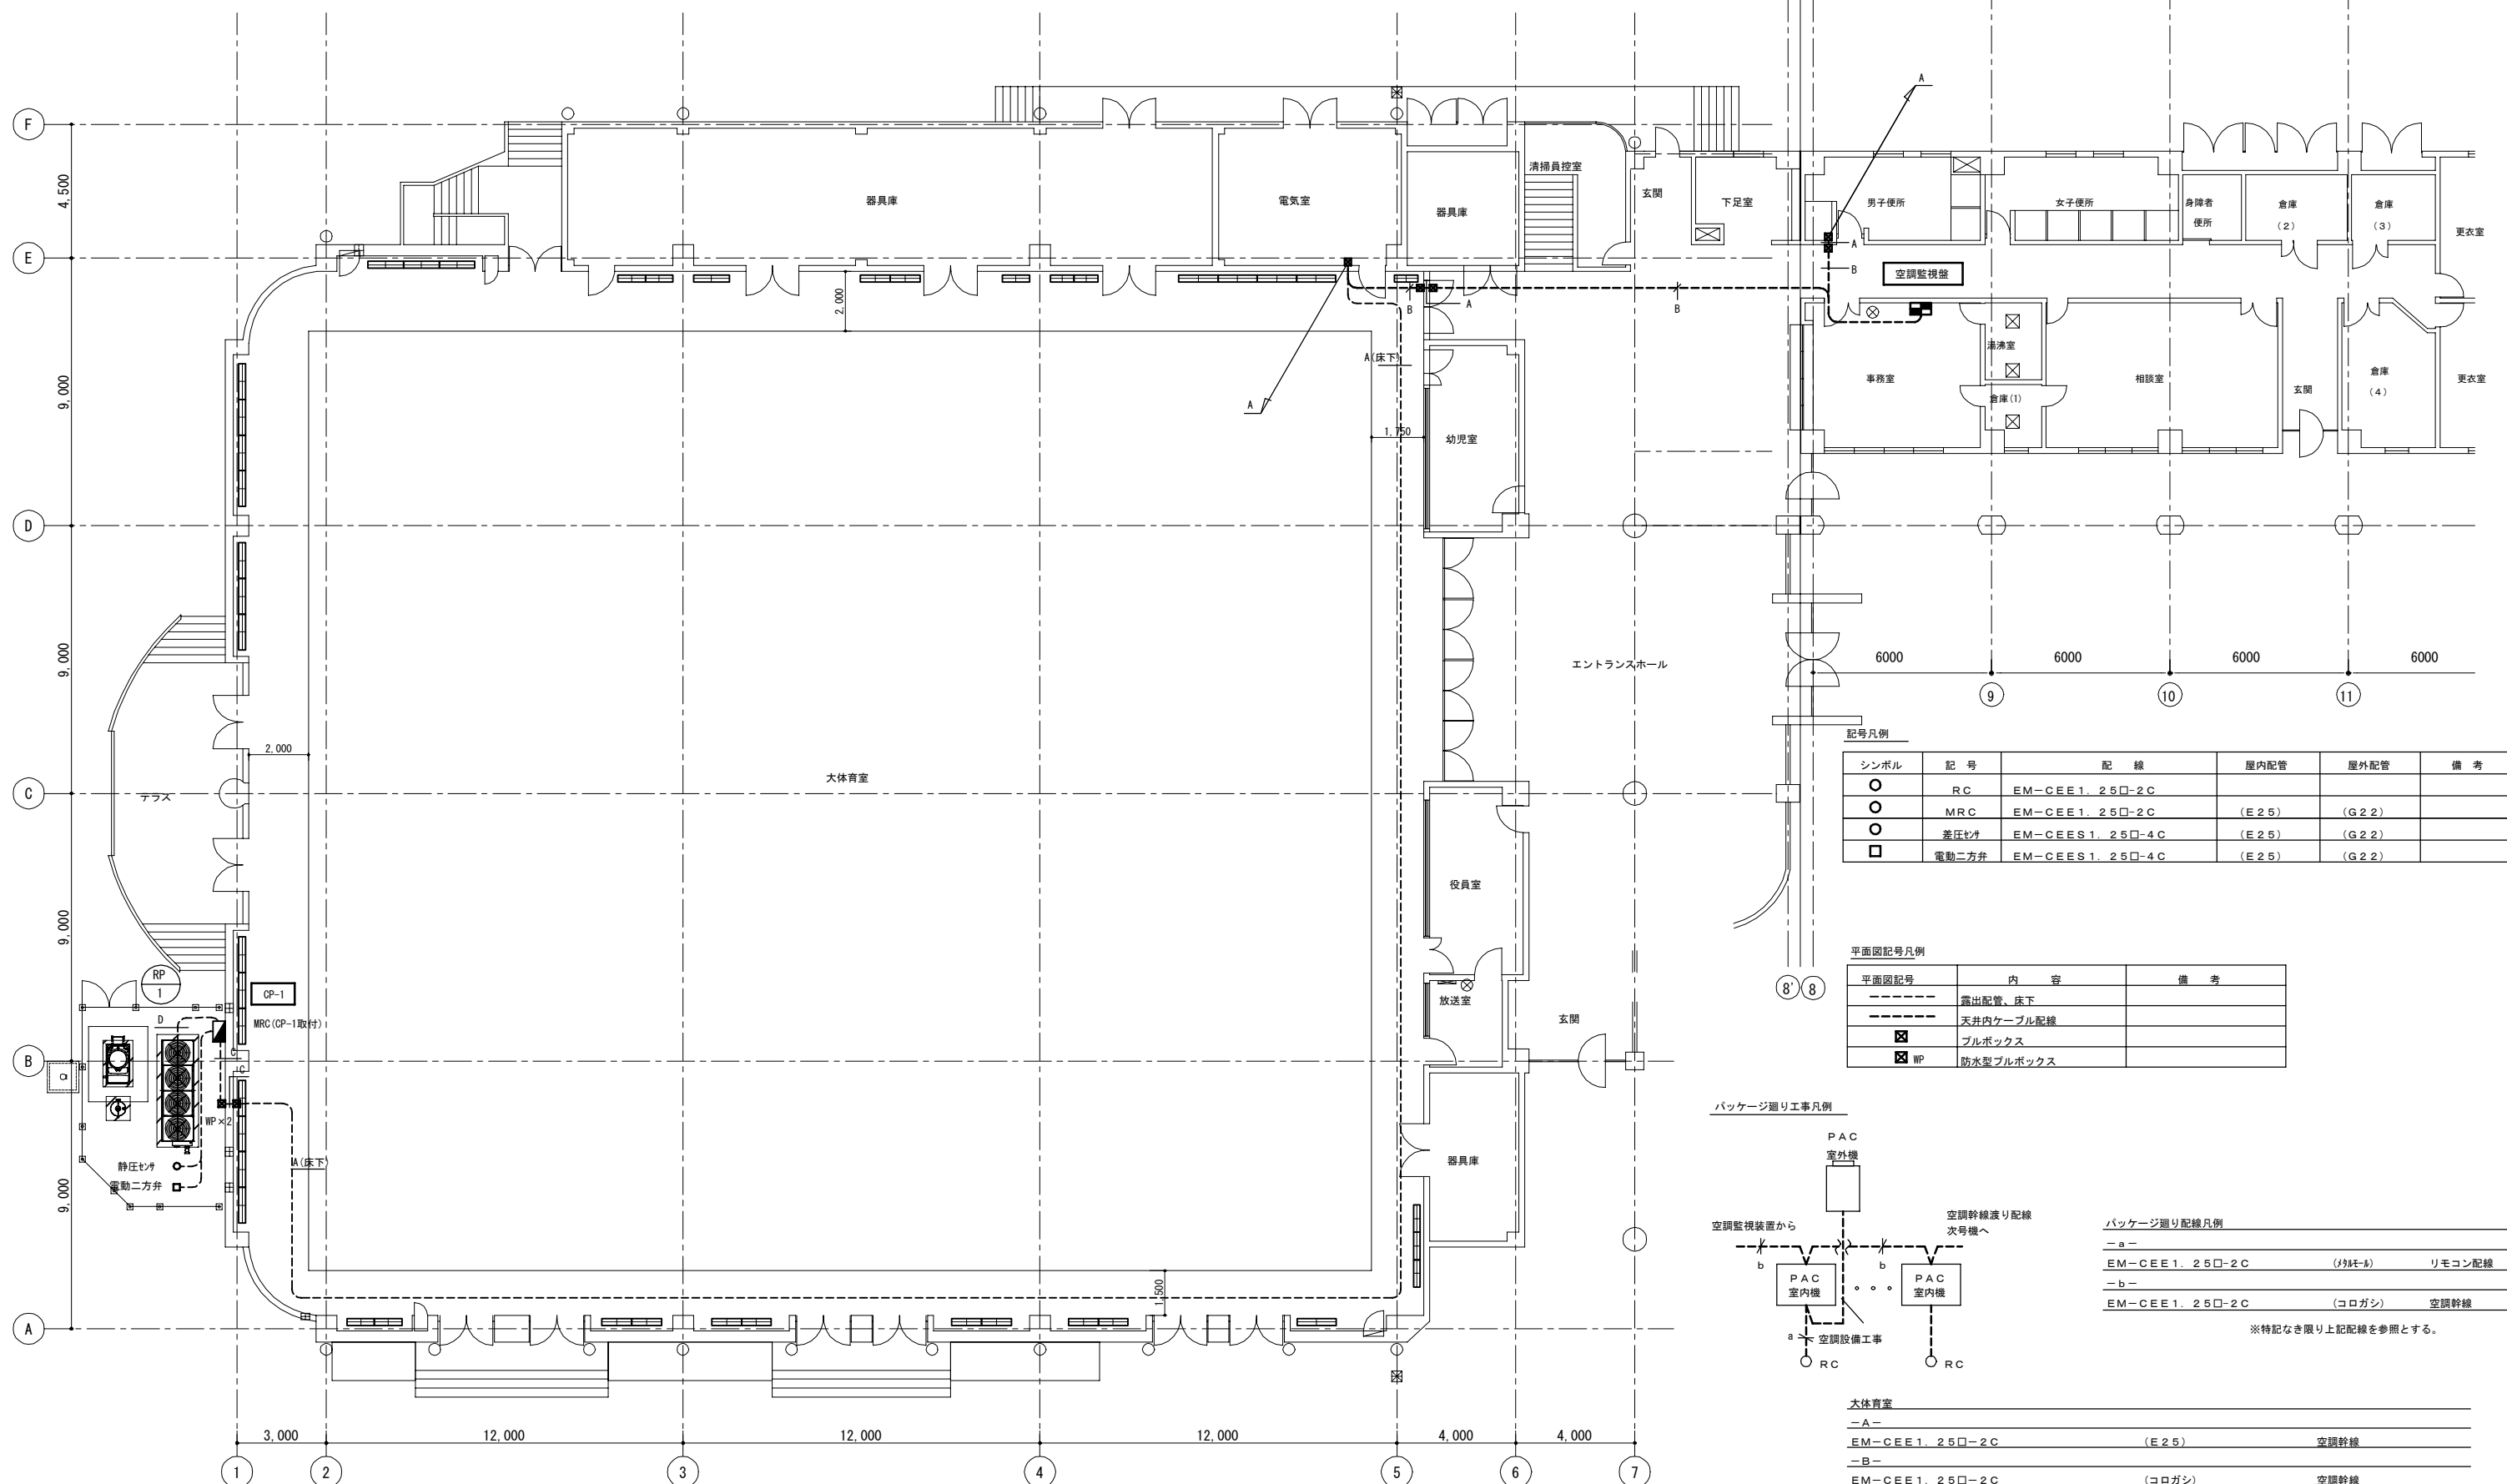 A
F
E
D
C
B
A
4,500
9,000
9,000
9,000
9,000
清掃員控室
玄関
下足室
男子便所
女子便所
身障者
便所
倉庫
(2)
倉庫
(3)
更衣室
器具庫
電気室
器具庫
A
B
空調監視盤
2,000
B
A
B
A(床下)
A
1,750
幼児室
事務室
湯沸室
倉庫(1)
相談室
玄関
倉庫
(4)
更衣室
エントランスホール
6000
6000
6000
6000
9
10
11
2,000
大体育室
テラス
役員室
放送室
玄関
器具庫
8'
8
RP
1
CP-1
MRC(CP-1取付)
D
C
C
WP×2
静圧センサ
電動二方弁
A(床下)
1,500
3,000
12,000
12,000
12,000
4,000
4,000
1
2
3
4
5
6
7
記号凡例
シンボル 記 号 配 線 屋内配管 屋外配管 備 考
RC EM-CEE1.25□-2C
MRC EM-CEE1.25□-2C (E25) (G22)
差圧センサ EM-CEES1.25□-4C (E25) (G22)
電動二方弁 EM-CEES1.25□-4C (E25) (G22)
平面図記号凡例
平面図記号 内 容 備 考
露出配管、床下
天井内ケーブル配線
プルボックス
WP 防水型プルボックス
パッケージ廻り工事凡例
PAC
室外機
空調監視装置から
空調幹線渡り配線
次号機へ
b
b
PAC
室内機
PAC
室内機
a
空調設備工事
RC
RC
パッケージ廻り配線凡例
-a-
EM-CEE1.25□-2C (メタルモール) リモコン配線
-b-
EM-CEE1.25□-2C (コロガシ) 空調幹線
※特記なき限り上記配線を参照とする。
大体育室
-A-
EM-CEE1.25□-2C (E25) 空調幹線
-B-
EM-CEE1.25□-2C (コロガシ) 空調幹線